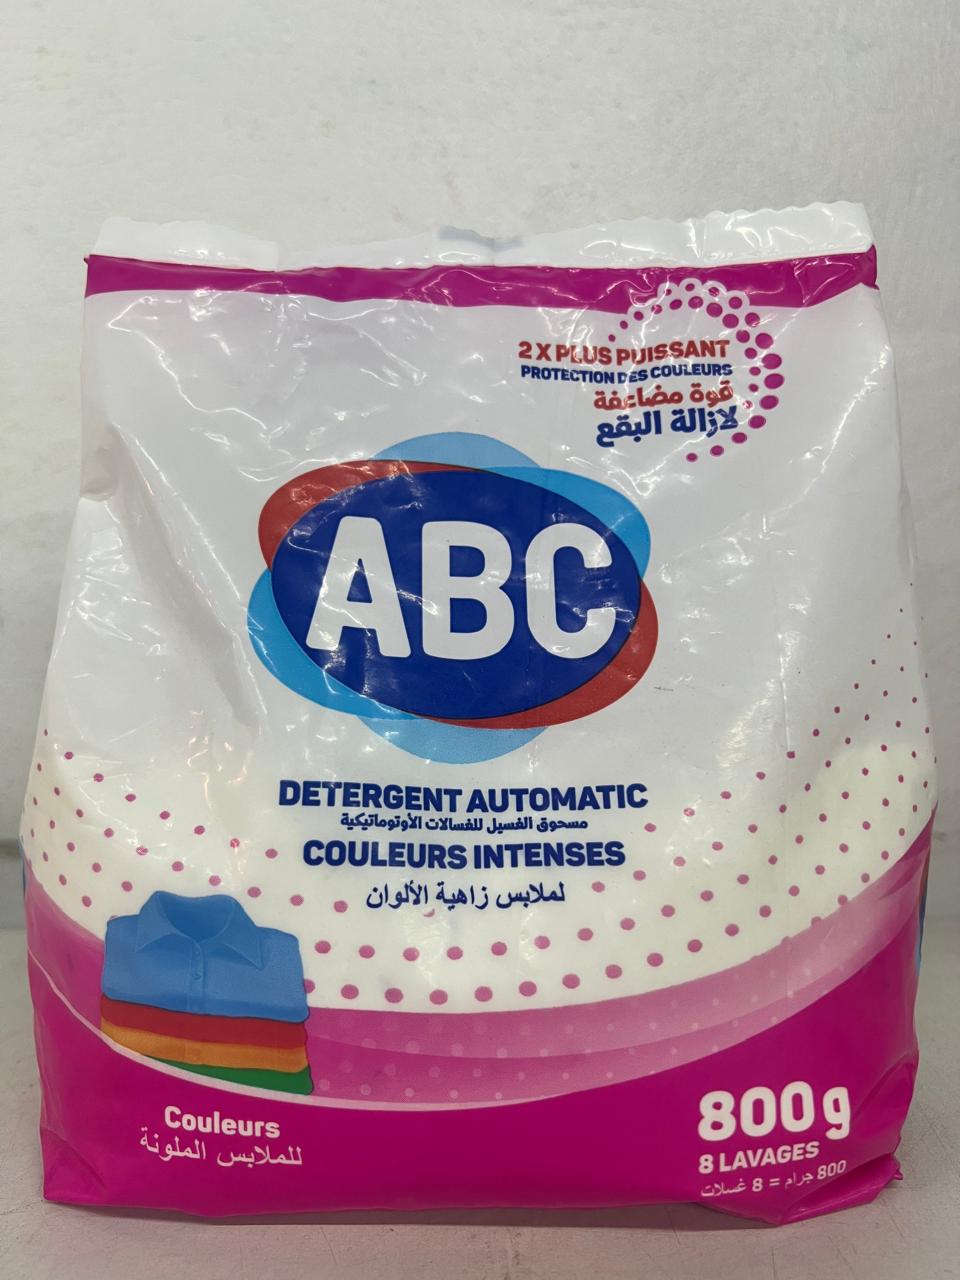 2 X PLUS PUISSANT
PROTECTION DES COULEURS
قوة مضاعفة
لازالة البقع
ABC
DETERGENT AUTOMATIC
مسحوق الغسيل للغسالات الأوتوماتيكية
COULEURS INTENSES
لملابس زاهية الألوان
Couleurs
للملابس الملونة
800g
8 LAVAGES
800 جرام = 8 غسلات